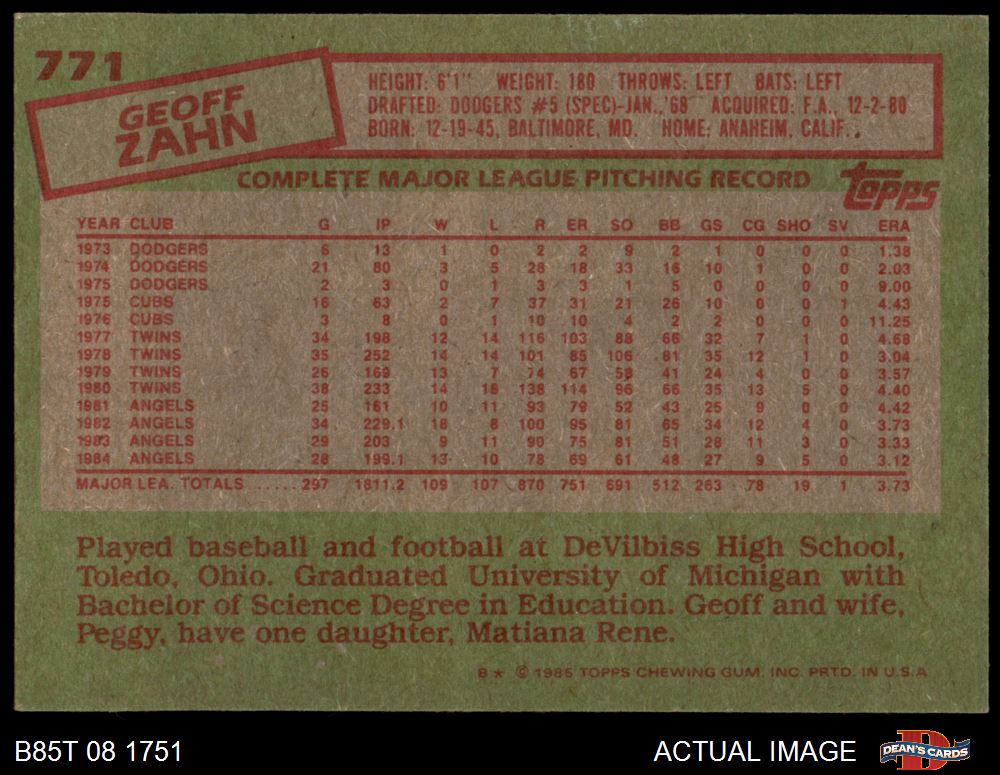 771
GEOFF
ZAHN
HEIGHT: 6'1" WEIGHT: 180 THROWS: LEFT BATS: LEFT
DRAFTED: DODGERS #5 (SPEC)-JAN.,'68 ACQUIRED: F.A., 12-2-80
BORN: 12-19-45, BALTIMORE, MD. HOME: ANAHEIM, CALIF.
COMPLETE MAJOR LEAGUE PITCHING RECORD
TOPPS
YEAR CLUB G IP W L R ER SO BB GS CG SHO SV ERA
1973 DODGERS 6 13 1 0 2 2 9 2 1 0 0 0 1.38
1974 DODGERS 21 80 3 5 28 18 33 16 10 1 0 0 2.03
1975 DODGERS 2 3 0 1 3 3 1 5 0 0 0 0 9.00
1975 CUBS 16 63 2 7 37 31 21 26 10 0 0 1 4.43
1976 CUBS 3 8 0 1 10 10 4 2 2 0 0 0 11.25
1977 TWINS 34 198 12 14 116 103 88 66 32 7 1 0 4.68
1978 TWINS 35 252 14 14 101 85 106 81 35 12 1 0 3.04
1979 TWINS 26 169 13 7 74 67 58 41 24 4 0 0 3.57
1980 TWINS 38 233 14 18 138 114 96 66 35 13 5 0 4.40
1981 ANGELS 25 161 10 11 93 79 52 43 25 9 0 0 4.42
1982 ANGELS 34 229.1 18 8 100 95 81 65 34 12 4 0 3.73
1983 ANGELS 29 203 9 11 90 75 81 51 28 11 3 0 3.33
1984 ANGELS 28 199.1 13 10 78 69 61 48 27 9 5 0 3.12
MAJOR LEA. TOTALS .....297 1611.2 109 107 870 751 691 512 263 78 19 1 3.73
Played baseball and football at DeVilbiss High School,
Toledo, Ohio. Graduated University of Michigan with
Bachelor of Science Degree in Education. Geoff and wife,
Peggy, have one daughter, Matiana Rene.
B* © 1985 TOPPS CHEWING GUM, INC. PRTD. IN U.S.A
B85T 08 1751
ACTUAL IMAGE
D
DEAN'S CARDS